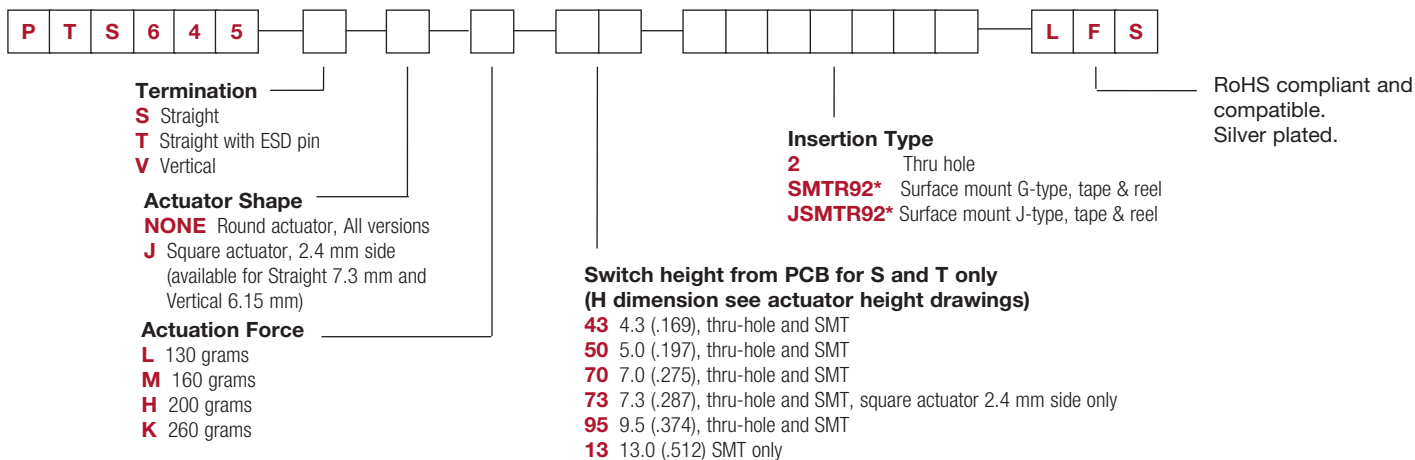 P T S 6 4 5 L F S
Termination
S Straight
T Straight with ESD pin
V Vertical
Actuator Shape
NONE Round actuator, All versions
J Square actuator, 2.4 mm side
(available for Straight 7.3 mm and
Vertical 6.15 mm)
Actuation Force
L 130 grams
M 160 grams
H 200 grams
K 260 grams
Switch height from PCB for S and T only
(H dimension see actuator height drawings)
43 4.3 (.169), thru-hole and SMT
50 5.0 (.197), thru-hole and SMT
70 7.0 (.275), thru-hole and SMT
73 7.3 (.287), thru-hole and SMT, square actuator 2.4 mm side only
95 9.5 (.374), thru-hole and SMT
13 13.0 (.512) SMT only
Insertion Type
2 Thru hole
SMTR92* Surface mount G-type, tape & reel
JSMTR92* Surface mount J-type, tape & reel
RoHS compliant and
compatible.
Silver plated.